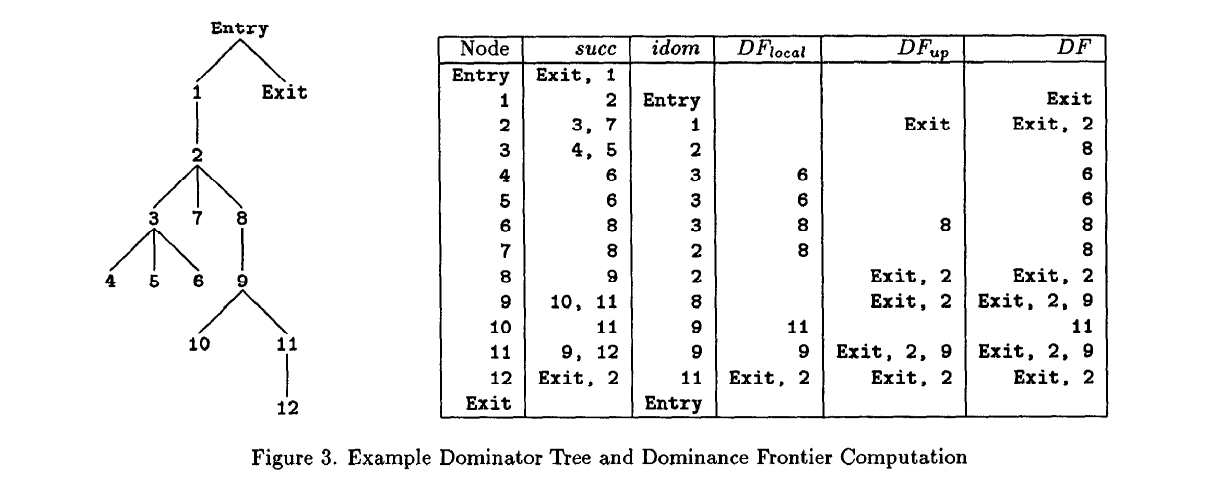 Entry
1 Exit
2
3 7 8
4 5 6 9
10 11
12
Node succ idom DFlocal DFup DF
Entry Exit, 1
1 2 Entry Exit
2 3, 7 1 Exit Exit, 2
3 4, 5 2 8
4 6 3 6 6
5 6 3 6 6
6 8 3 8 8 8
7 8 2 8 8
8 9 2 Exit, 2 Exit, 2
9 10, 11 8 Exit, 2 Exit, 2, 9
10 11 9 11 11
11 9, 12 9 9 Exit, 2, 9 Exit, 2, 9
12 Exit, 2 11 Exit, 2 Exit, 2 Exit, 2
Exit Entry
Figure 3. Example Dominator Tree and Dominance Frontier Computation